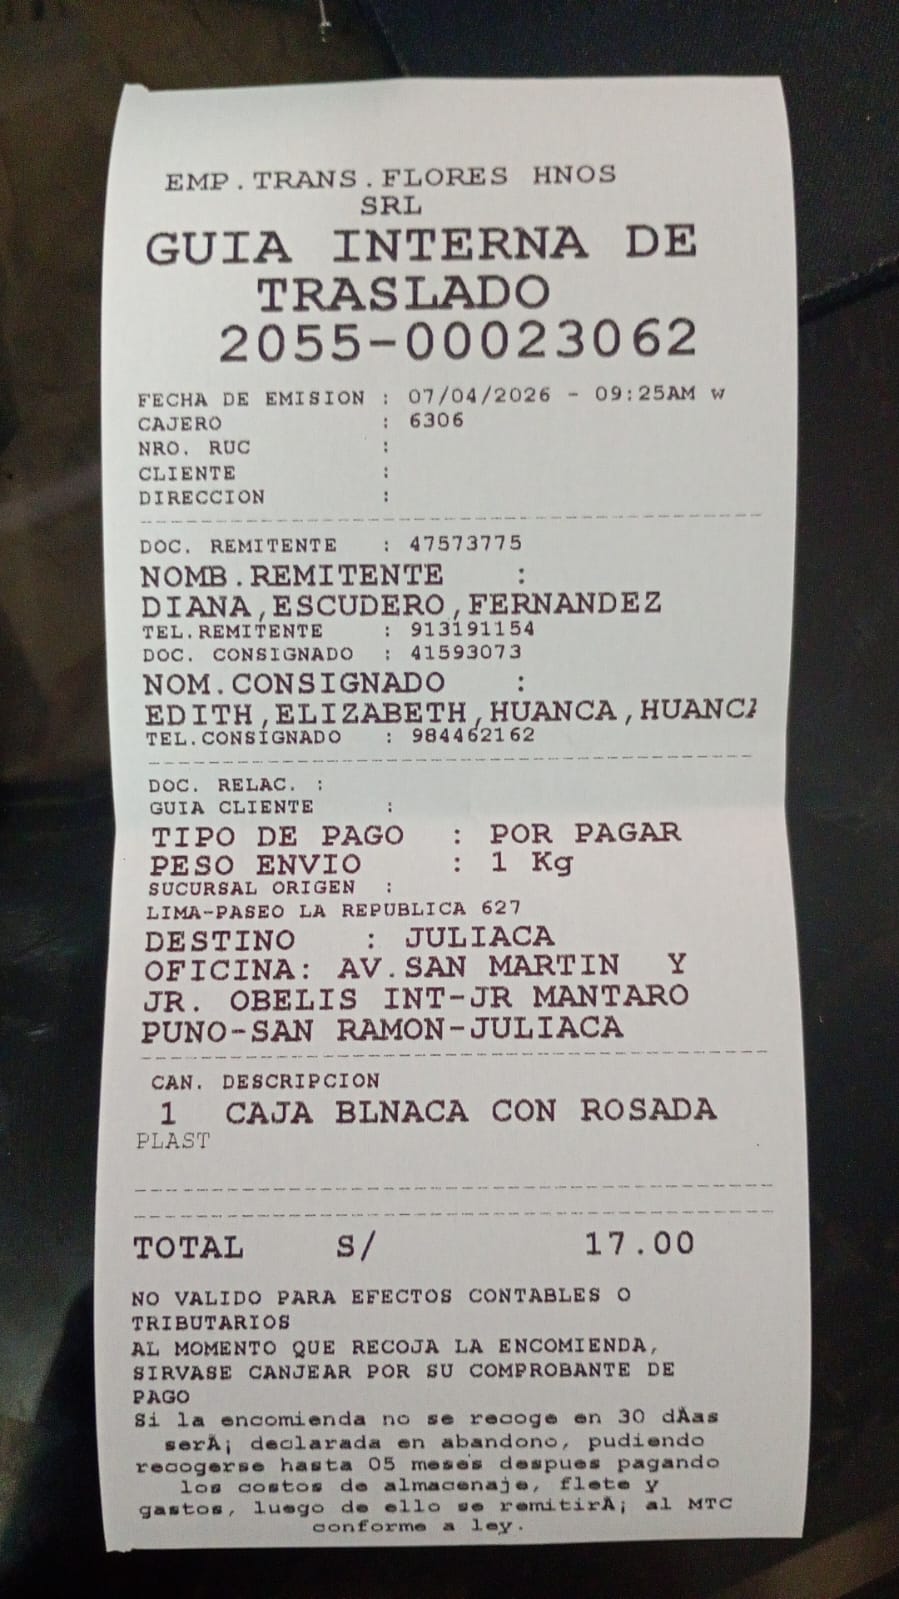 EMP.TRANS.FLORES HNOS
SRL
GUIA INTERNA DE
TRASLADO
2055-00023062
FECHA DE EMISION : 07/04/2026 - 09:25AM w
CAJERO : 6306
NRO. RUC :
CLIENTE :
DIRECCION :
DOC. REMITENTE : 47573775
NOMB.REMITENTE :
DIANA,ESCUDERO,FERNANDEZ
TEL.REMITENTE : 913191154
DOC. CONSIGNADO : 41593073
NOM.CONSIGNADO :
EDITH,ELIZABETH,HUANCA,HUANCA
TEL.CONSIGNADO : 984462162
DOC. RELAC. :
GUIA CLIENTE :
TIPO DE PAGO : POR PAGAR
PESO ENVIO : 1 Kg
SUCURSAL ORIGEN :
LIMA-PASEO LA REPUBLICA 627
DESTINO : JULIACA
OFICINA: AV.SAN MARTIN Y
JR. OBELIS INT-JR MANTARO
PUNO-SAN RAMON-JULIACA
CAN. DESCRIPCION
1 CAJA BLNACA CON ROSADA
PLAST
TOTAL S/ 17.00
NO VALIDO PARA EFECTOS CONTABLES O
TRIBUTARIOS
AL MOMENTO QUE RECOJA LA ENCOMIENDA,
SIRVASE CANJEAR POR SU COMPROBANTE DE
PAGO
Si la encomienda no se recoge en 30 dÃas
serÃ¡ declarada en abandono, pudiendo
recogerse hasta 05 meses despues pagando
los costos de almacenaje, flete y
gastos, luego de ello se remitirÃ¡ al MTC
conforme a ley.